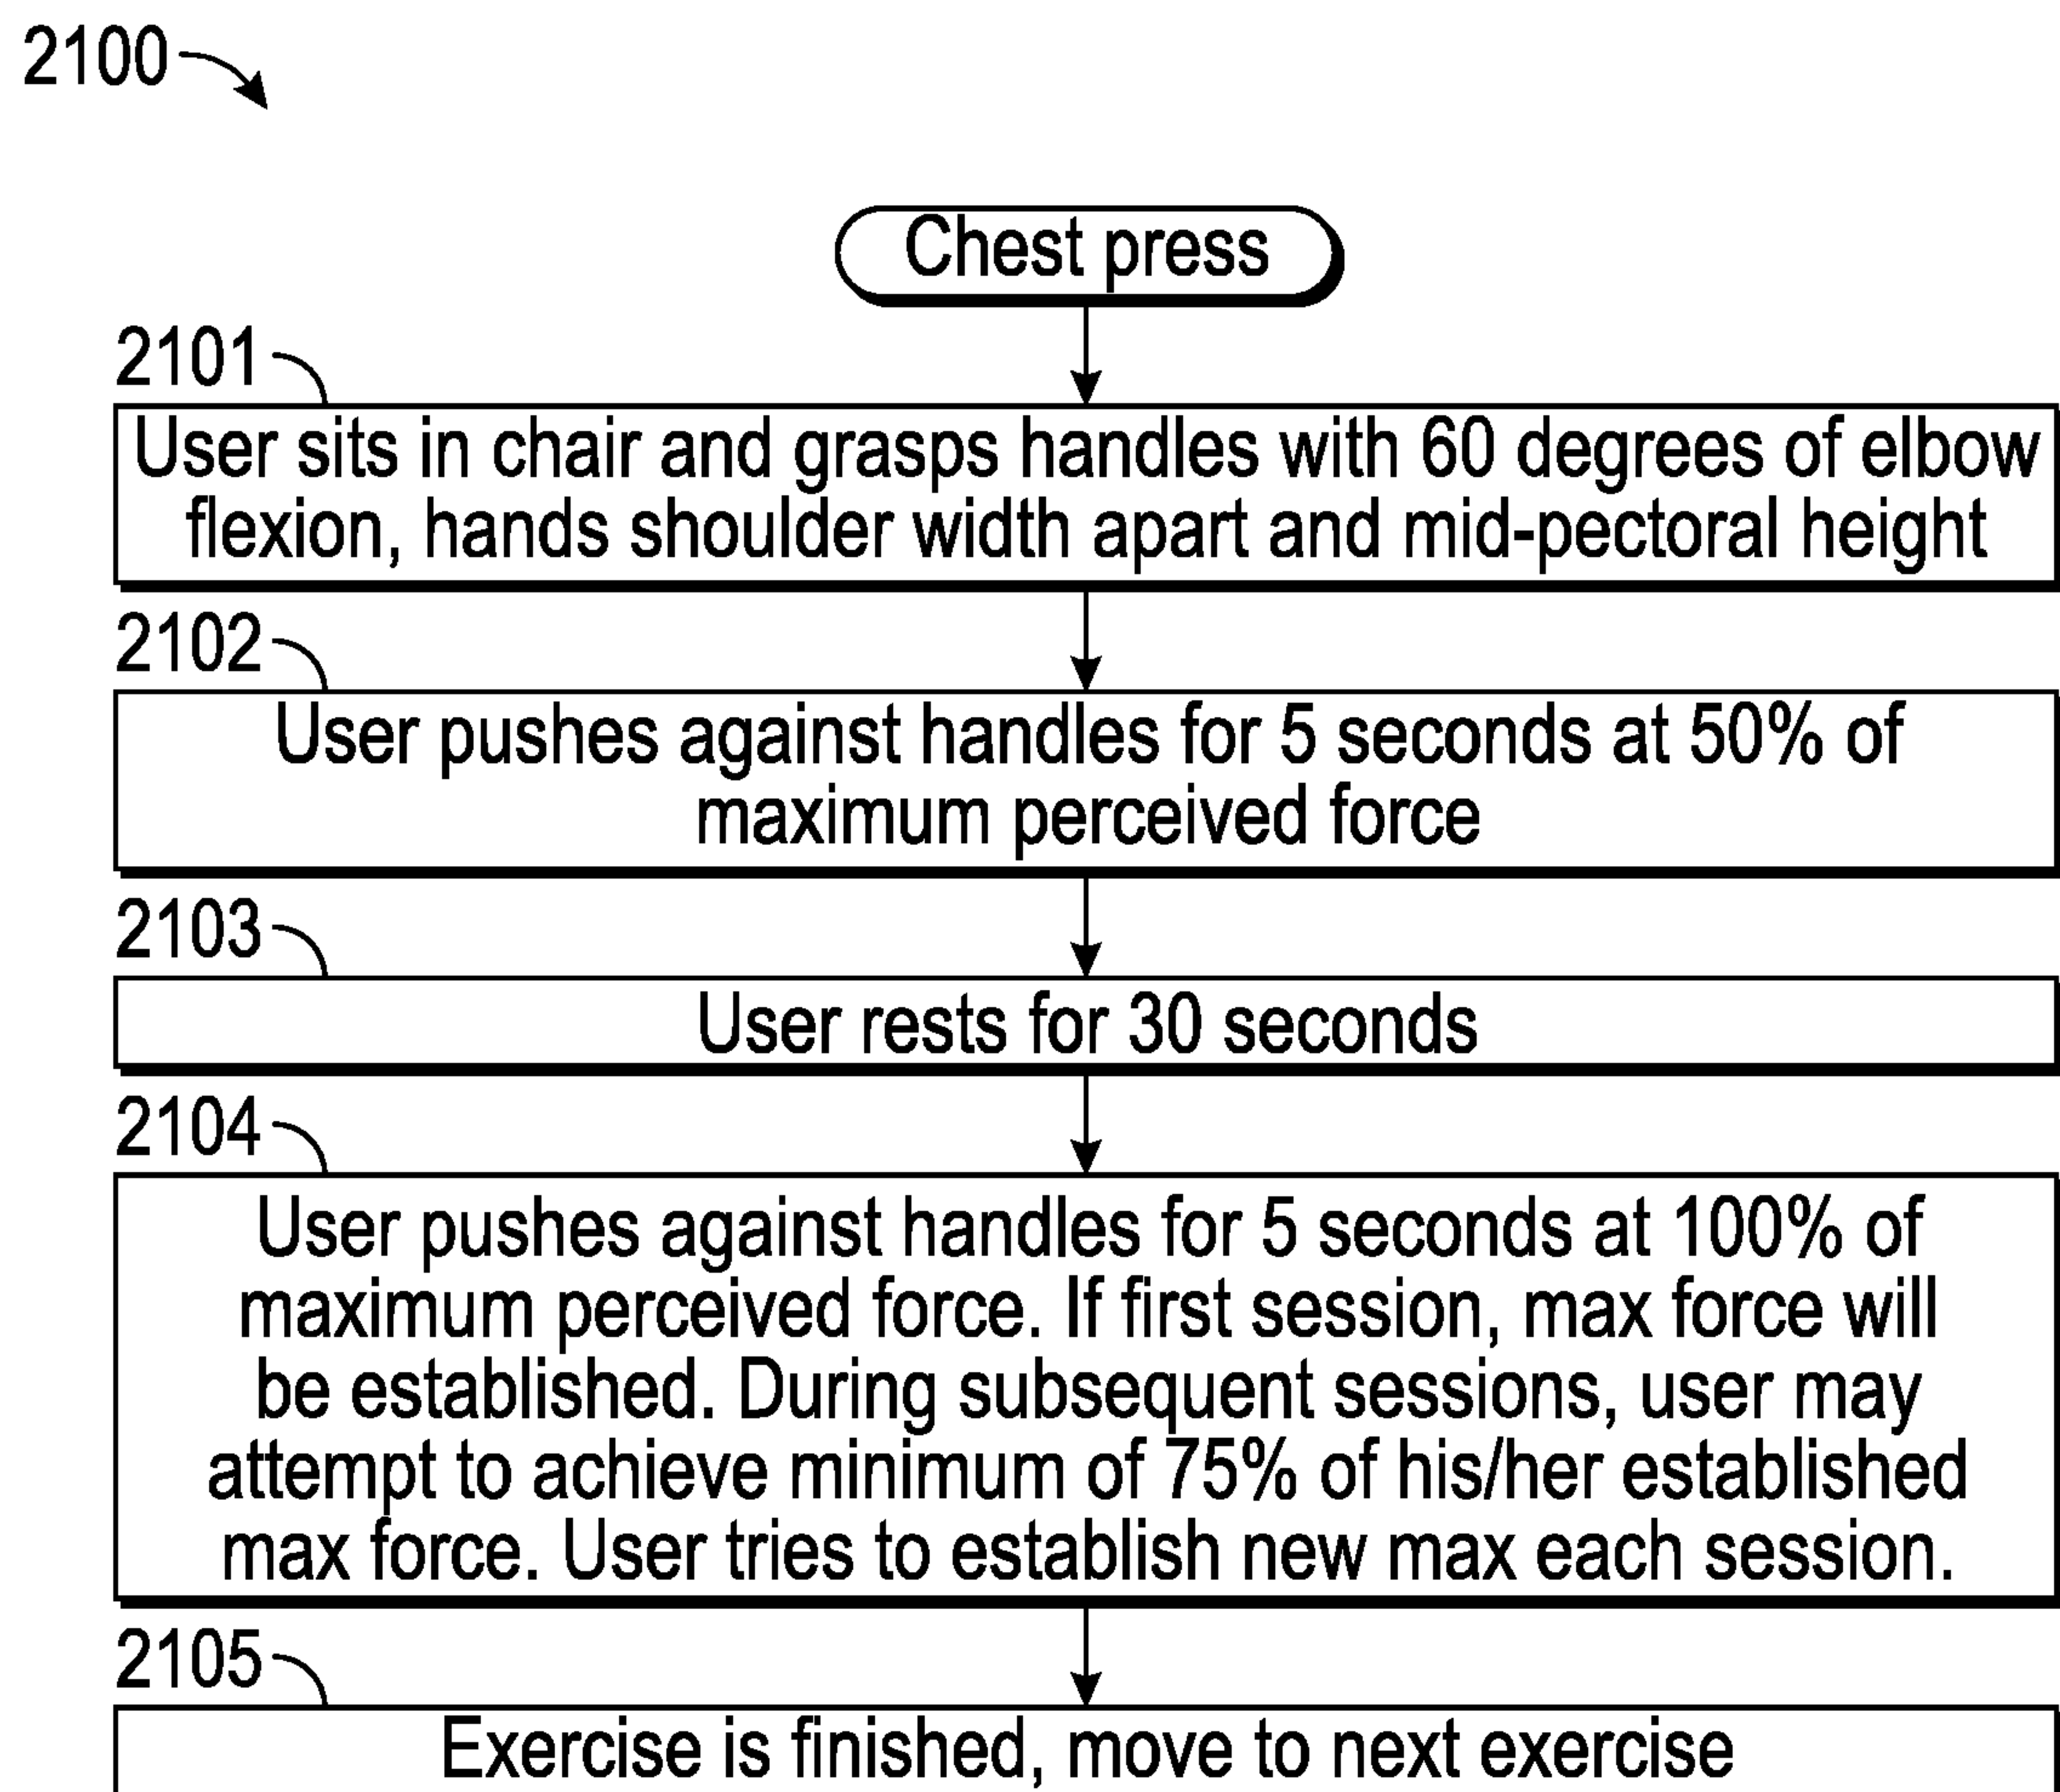 2100
Chest press
2101
User sits in chair and grasps handles with 60 degrees of elbow
flexion, hands shoulder width apart and mid-pectoral height
2102
User pushes against handles for 5 seconds at 50% of
maximum perceived force
2103
User rests for 30 seconds
2104
User pushes against handles for 5 seconds at 100% of
maximum perceived force. If first session, max force will
be established. During subsequent sessions, user may
attempt to achieve minimum of 75% of his/her established
max force. User tries to establish new max each session.
2105
Exercise is finished, move to next exercise